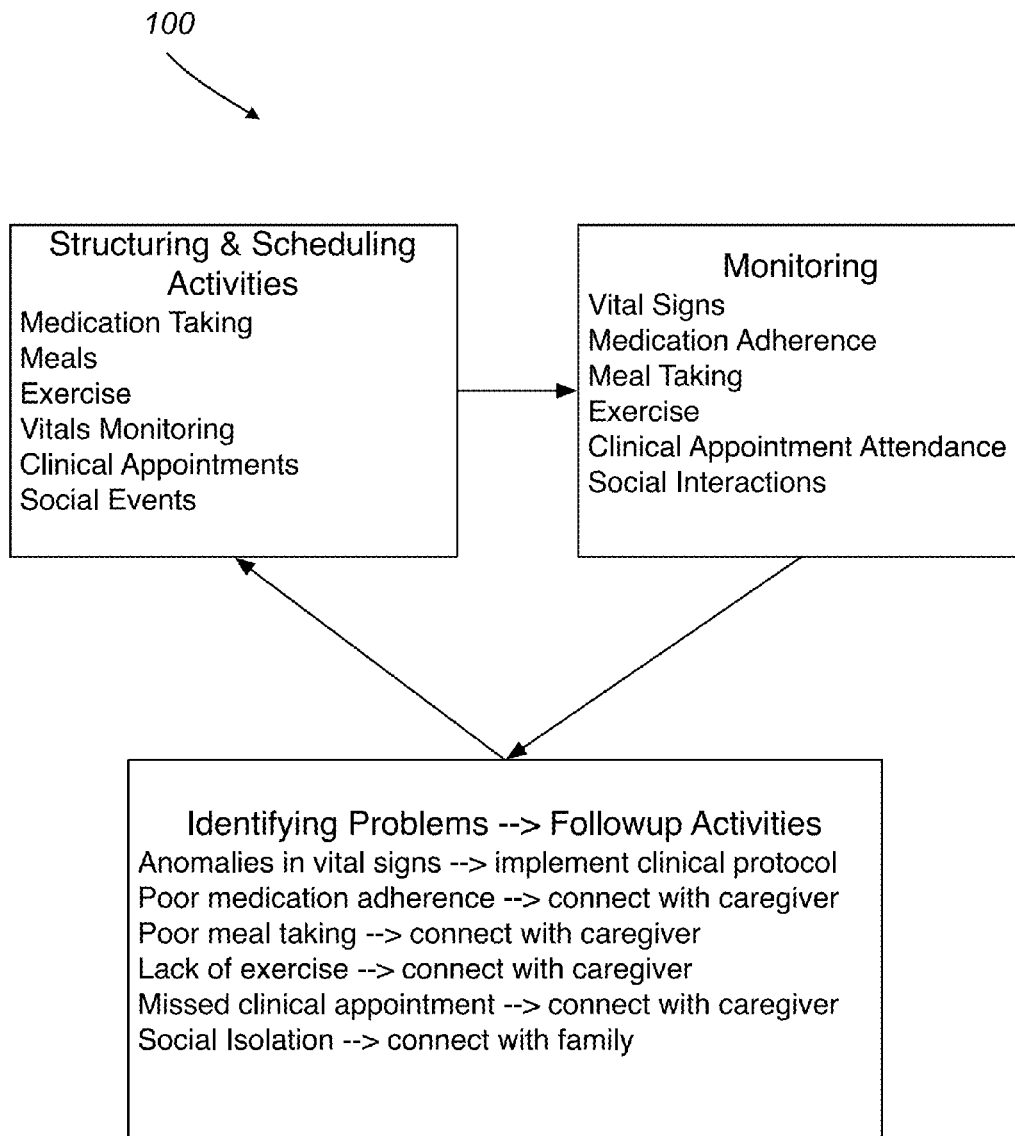 100
Structuring & Scheduling
Activities
Medication Taking
Meals
Exercise
Vitals Monitoring
Clinical Appointments
Social Events
Monitoring
Vital Signs
Medication Adherence
Meal Taking
Exercise
Clinical Appointment Attendance
Social Interactions
Identifying Problems --> Followup Activities
Anomalies in vital signs --> implement clinical protocol
Poor medication adherence --> connect with caregiver
Poor meal taking --> connect with caregiver
Lack of exercise --> connect with caregiver
Missed clinical appointment --> connect with caregiver
Social Isolation --> connect with family